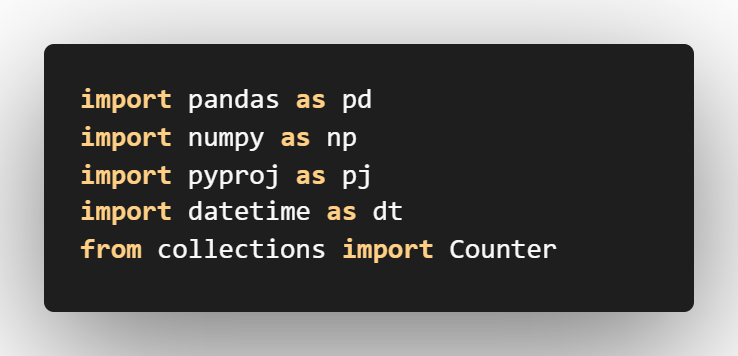 import pandas as pd
import numpy as np
import pyproj as pj
import datetime as dt
from collections import Counter